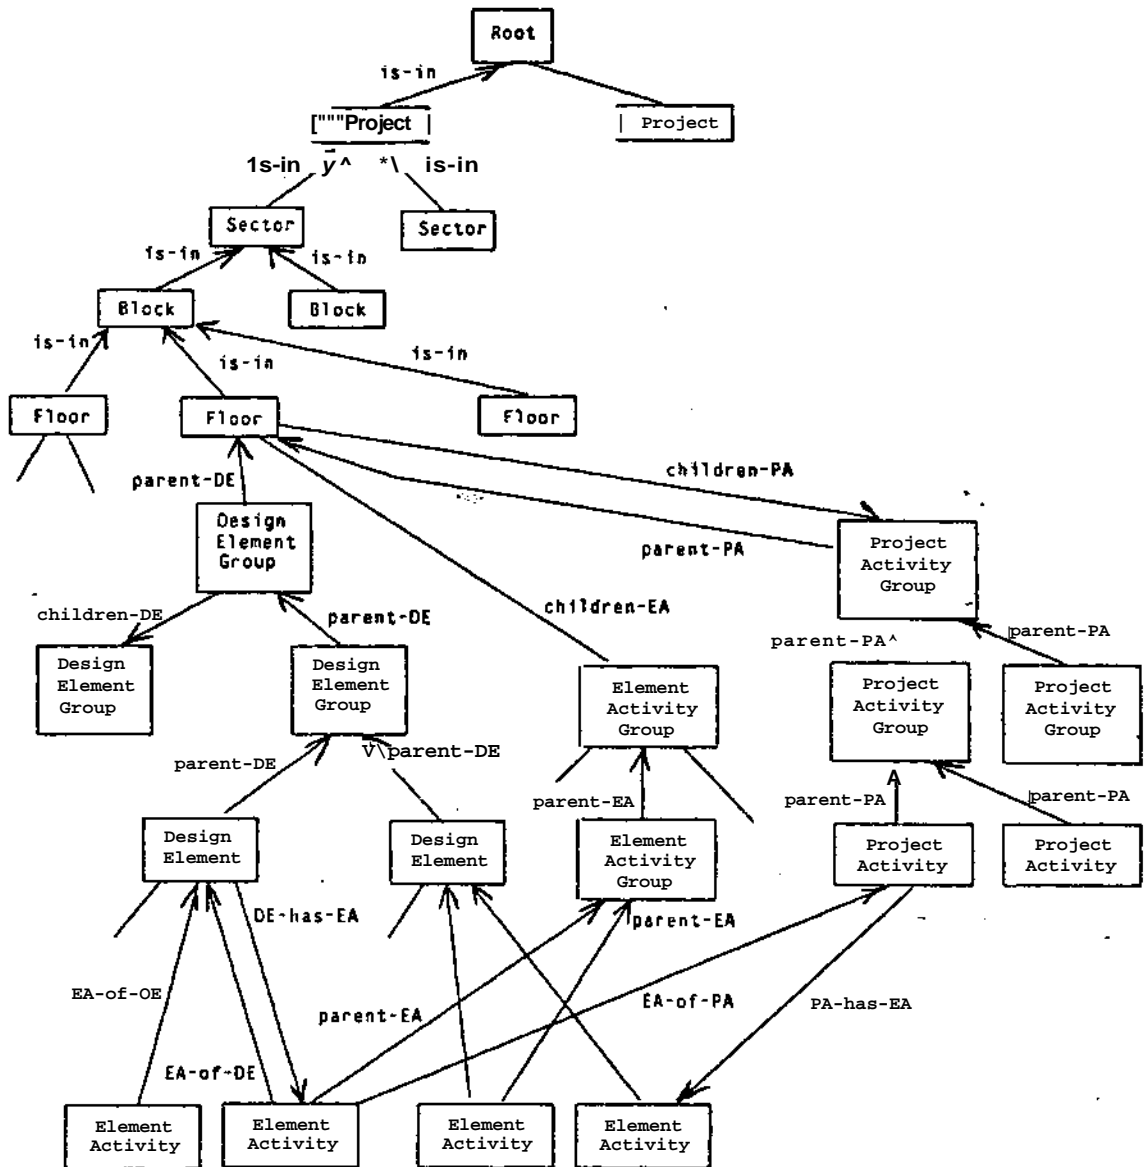 Root
is-in
["""Project |
| Project
1s-in y^ *\ is-in
Sector
Sector
is-in
is-in
Block
Block
is-in
is-in
is-in
Floor
Floor
Floor
parent-DE
children-PA
Design
Element
Group
parent-PA
Project
Activity
Group
children-DE
parent-DE
children-EA
parent-PA^
parent-PA
Design
Element
Group
Design
Element
Group
Element
Activity
Group
Project
Activity
Group
Project
Activity
Group
parent-DE
V\parent-DE
parent-EA
parent-PA
A
parent-PA
Design
Element
Design
Element
Element
Activity
Group
Project
Activity
Project
Activity
DE-has-EA
parent-EA
EA-of-OE
parent-EA
EA-of-PA
PA-has-EA
EA-of-DE
Element
Activity
Element
Activity
Element
Activity
Element
Activity